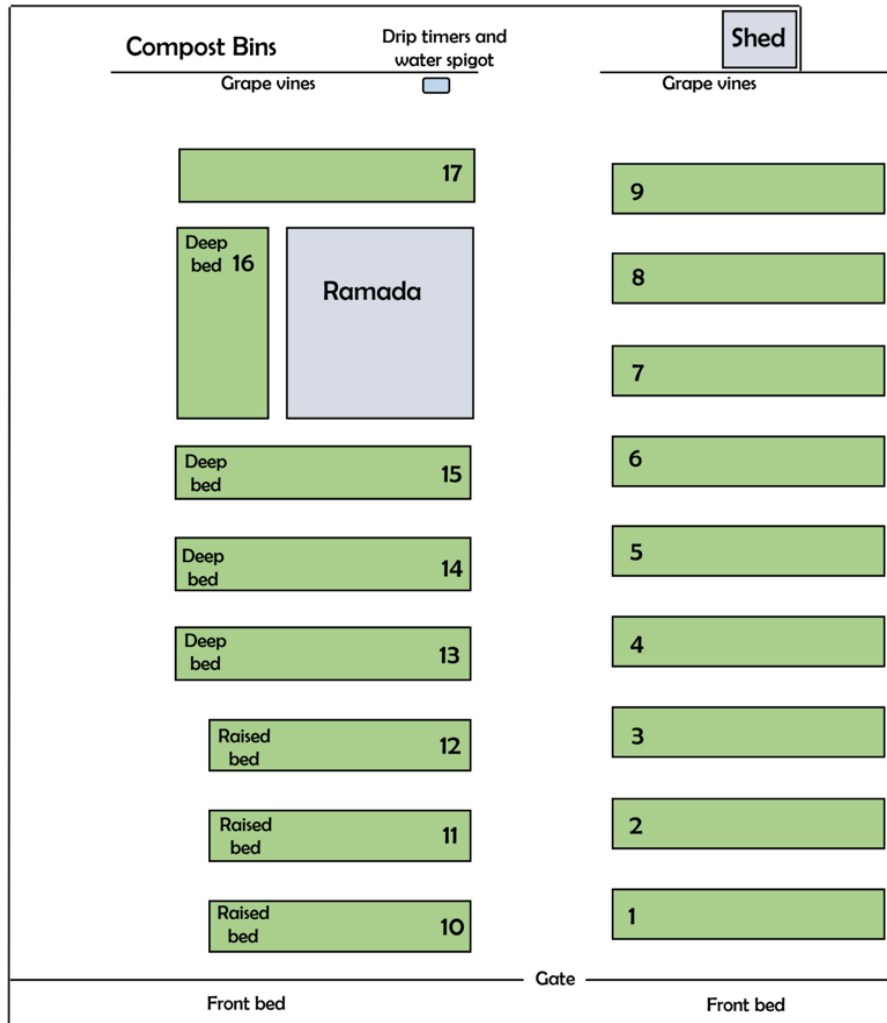 Compost Bins
Drip timers and
water spigot
Shed
Grape vines
Grape vines
17
9
Deep
bed 16
Ramada
8
7
Deep
bed
15
6
Deep
bed
14
5
Deep
bed
13
4
Raised
bed
12
3
Raised
bed
11
2
Raised
bed
10
1
Gate
Front bed
Front bed